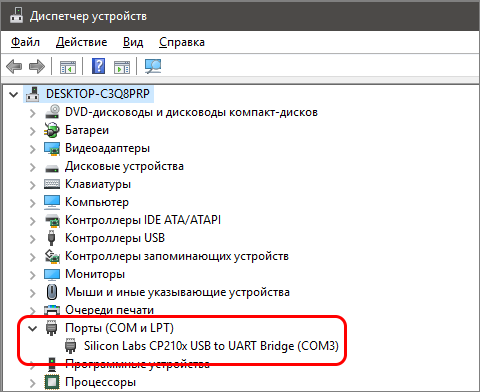 Диспетчер устройств
Файл Действие Вид Справка
DESKTOP-C3Q8PRP
DVD-дисководы и дисководы компакт-дисков
Батареи
Видеоадаптеры
Дисковые устройства
Клавиатуры
Компьютер
Контроллеры IDE ATA/ATAPI
Контроллеры USB
Контроллеры запоминающих устройств
Мониторы
Мыши и иные указывающие устройства
Очереди печати
Порты (COM и LPT)
Silicon Labs CP210x USB to UART Bridge (COM3)
Программные устройства
Процессоры